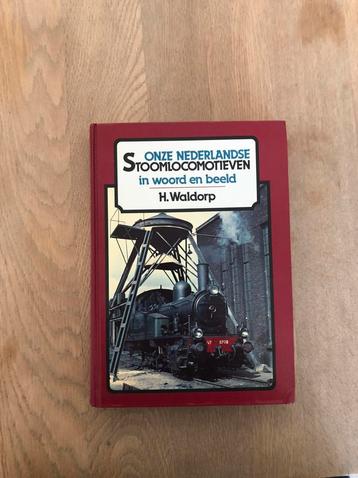 ONZE NEDERLANDSE
STOOMLOCOMOTIEVEN
in woord en beeld
H. Waldorp